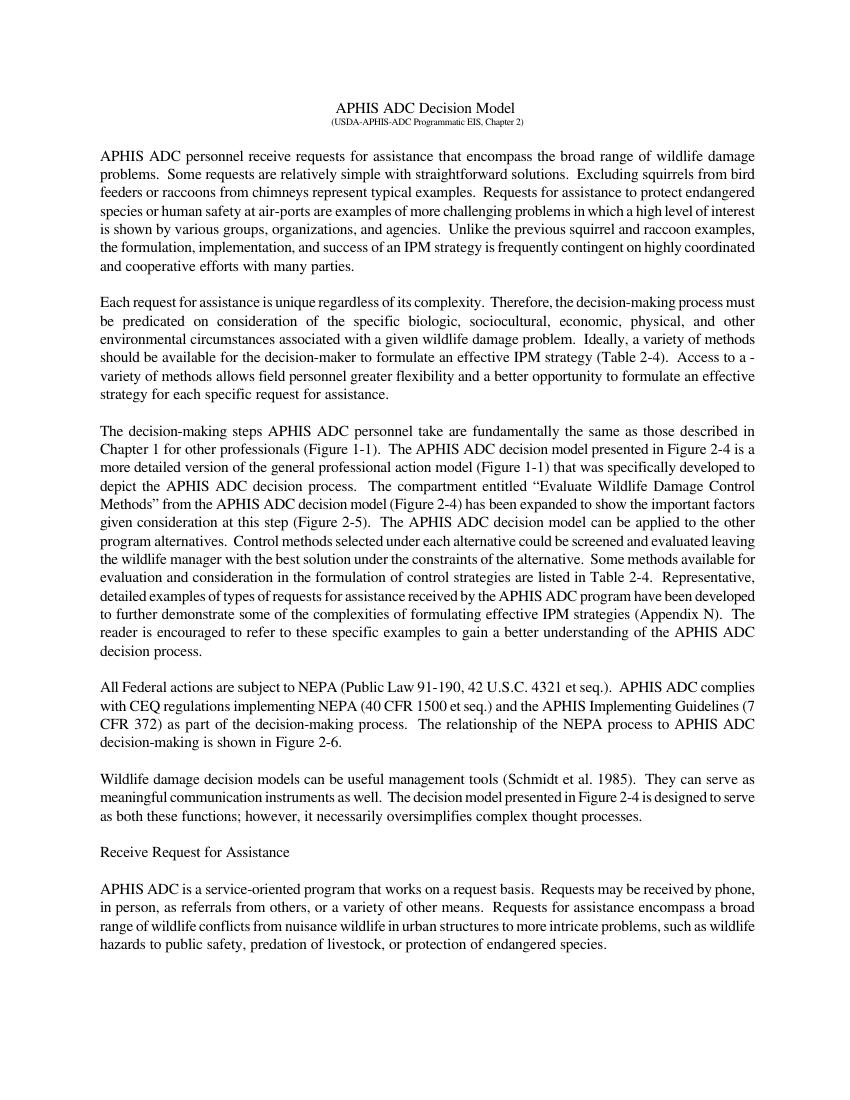 APHIS ADC Decision Model
(USDA-APHIS-ADC Programmatic EIS, Chapter 2)
APHIS ADC personnel receive requests for assistance that encompass the broad range of wildlife damage
problems. Some requests are relatively simple with straightforward solutions. Excluding squirrels from bird
feeders or raccoons from chimneys represent typical examples. Requests for assistance to protect endangered
species or human safety at air-ports are examples of more challenging problems in which a high level of interest
is shown by various groups, organizations, and agencies. Unlike the previous squirrel and raccoon examples,
the formulation, implementation, and success of an IPM strategy is frequently contingent on highly coordinated
and cooperative efforts with many parties.
Each request for assistance is unique regardless of its complexity. Therefore, the decision-making process must
be predicated on consideration of the specific biologic, sociocultural, economic, physical, and other
environmental circumstances associated with a given wildlife damage problem. Ideally, a variety of methods
should be available for the decision-maker to formulate an effective IPM strategy (Table 2-4). Access to a -
variety of methods allows field personnel greater flexibility and a better opportunity to formulate an effective
strategy for each specific request for assistance.
The decision-making steps APHIS ADC personnel take are fundamentally the same as those described in
Chapter 1 for other professionals (Figure 1-1). The APHIS ADC decision model presented in Figure 2-4 is a
more detailed version of the general professional action model (Figure 1-1) that was specifically developed to
depict the APHIS ADC decision process. The compartment entitled “Evaluate Wildlife Damage Control
Methods” from the APHIS ADC decision model (Figure 2-4) has been expanded to show the important factors
given consideration at this step (Figure 2-5). The APHIS ADC decision model can be applied to the other
program alternatives. Control methods selected under each alternative could be screened and evaluated leaving
the wildlife manager with the best solution under the constraints of the alternative. Some methods available for
evaluation and consideration in the formulation of control strategies are listed in Table 2-4. Representative,
detailed examples of types of requests for assistance received by the APHIS ADC program have been developed
to further demonstrate some of the complexities of formulating effective IPM strategies (Appendix N). The
reader is encouraged to refer to these specific examples to gain a better understanding of the APHIS ADC
decision process.
All Federal actions are subject to NEPA (Public Law 91-190, 42 U.S.C. 4321 et seq.). APHIS ADC complies
with CEQ regulations implementing NEPA (40 CFR 1500 et seq.) and the APHIS Implementing Guidelines (7
CFR 372) as part of the decision-making process. The relationship of the NEPA process to APHIS ADC
decision-making is shown in Figure 2-6.
Wildlife damage decision models can be useful management tools (Schmidt et al. 1985). They can serve as
meaningful communication instruments as well. The decision model presented in Figure 2-4 is designed to serve
as both these functions; however, it necessarily oversimplifies complex thought processes.
Receive Request for Assistance
APHIS ADC is a service-oriented program that works on a request basis. Requests may be received by phone,
in person, as referrals from others, or a variety of other means. Requests for assistance encompass a broad
range of wildlife conflicts from nuisance wildlife in urban structures to more intricate problems, such as wildlife
hazards to public safety, predation of livestock, or protection of endangered species.